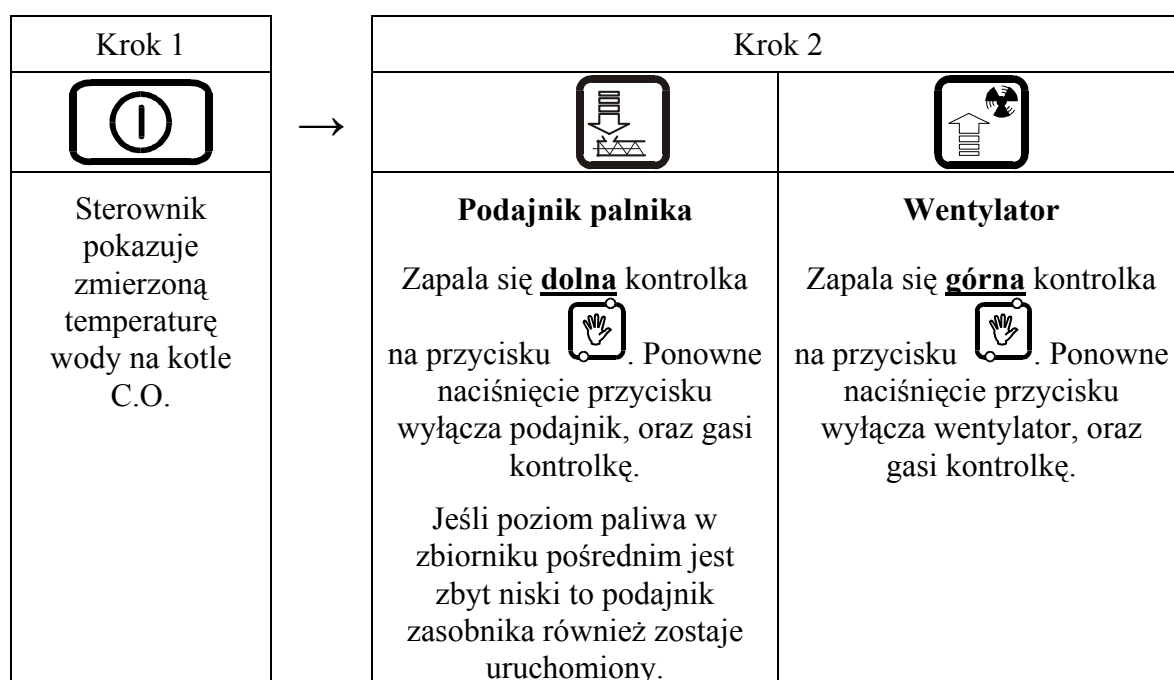 Krok 1
→
Krok 2
Sterownik
pokazuje
zmierzoną
temperaturę
wody na kotle
C.O.
Podajnik palnika
Zapala się dolna kontrolka
na przycisku . Ponowne
naciśnięcie przycisku
wyłącza podajnik, oraz gasi
kontrolkę.
Jeśli poziom paliwa w
zbiorniku pośrednim jest
zbyt niski to podajnik
zasobnika również zostaje
uruchomiony.
Wentylator
Zapala się górna kontrolka
na przycisku . Ponowne
naciśnięcie przycisku
wyłącza wentylator, oraz
gasi kontrolkę.